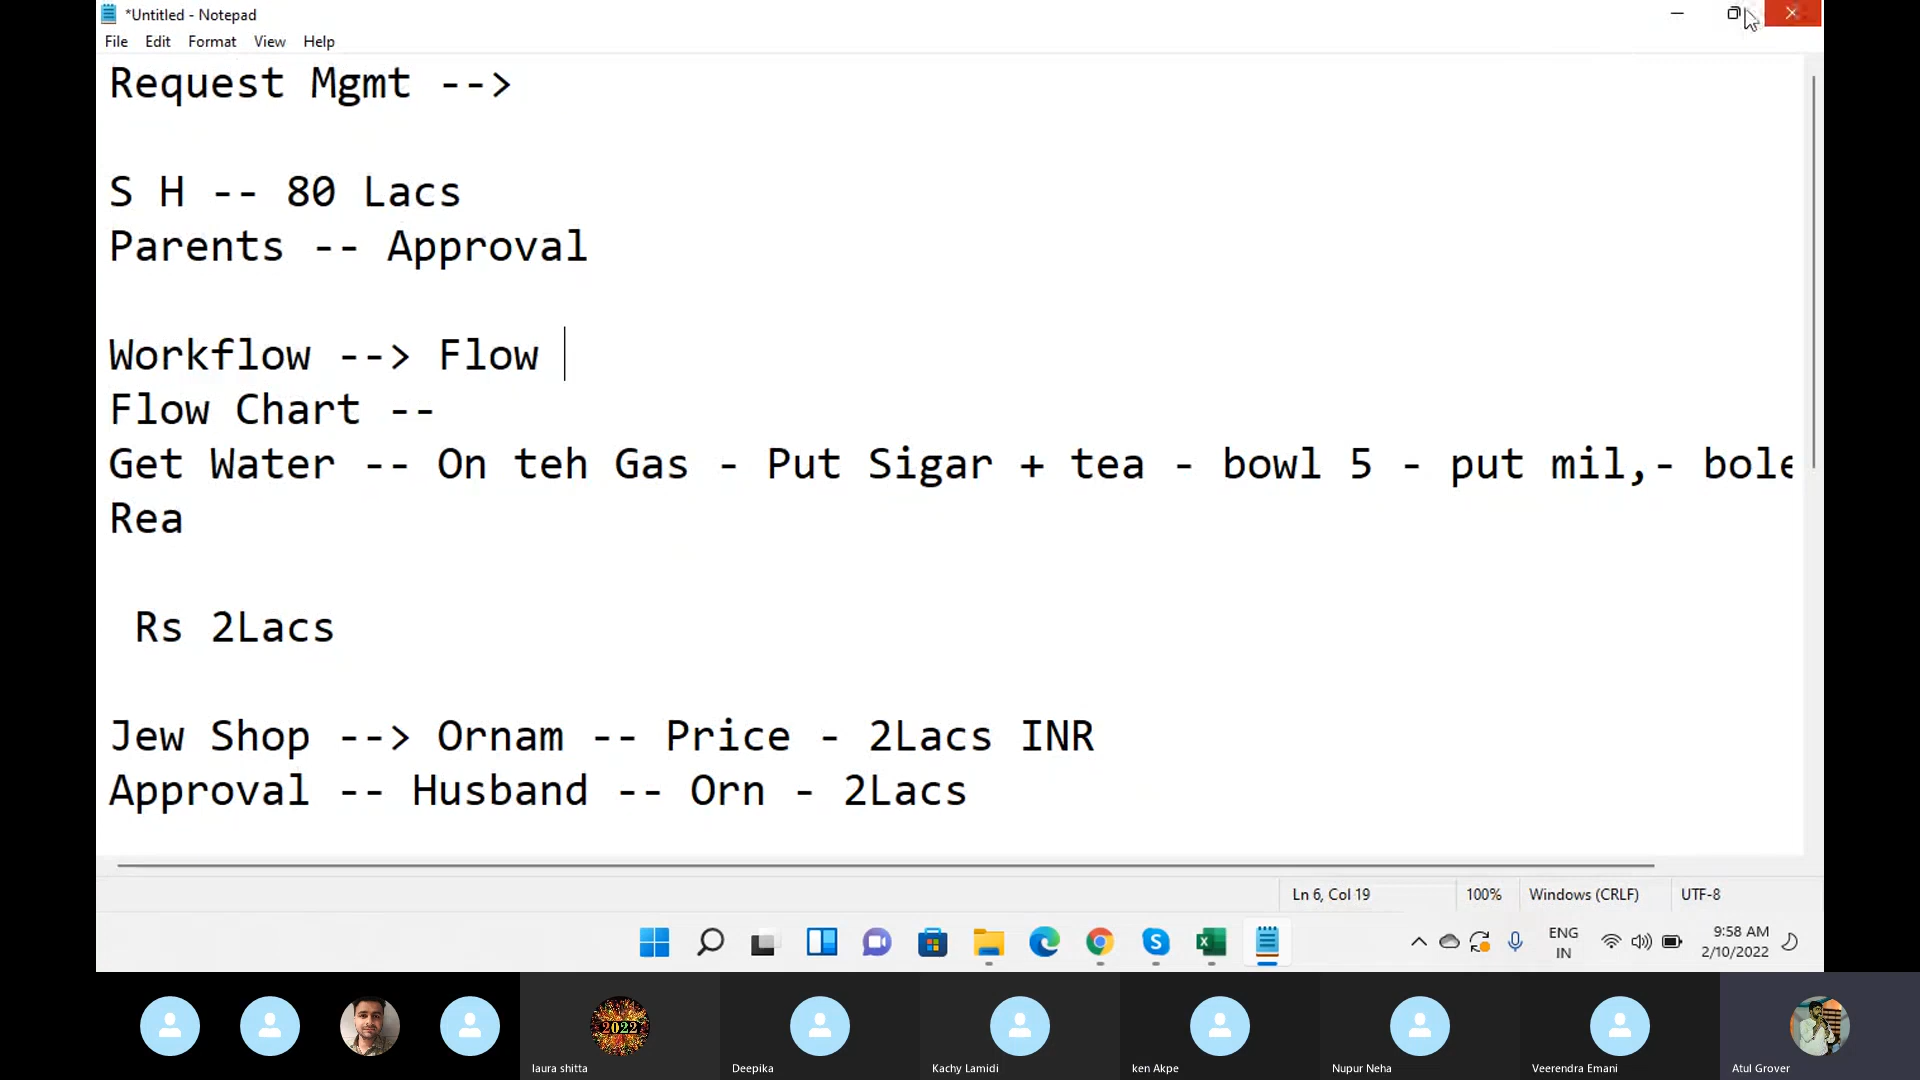 *Untitled - Notepad
File Edit Format View Help
Request Mgmt -->
S H -- 80 Lacs
Parents -- Approval
Workflow --> Flow
Flow Chart --
Get Water -- On teh Gas - Put Sigar + tea - bowl 5 - put mil,- bole
Rea
Rs 2Lacs
Jew Shop --> Ornam -- Price - 2Lacs INR
Approval -- Husband -- Orn - 2Lacs
Ln 6, Col 19 100% Windows (CRLF) UTF-8
ENG 9:58 AM
IN 2/10/2022
2022
laura shitta Deepika Kachy Lamidi ken Akpe Nupur Neha Veerendra Emani Atul Grover